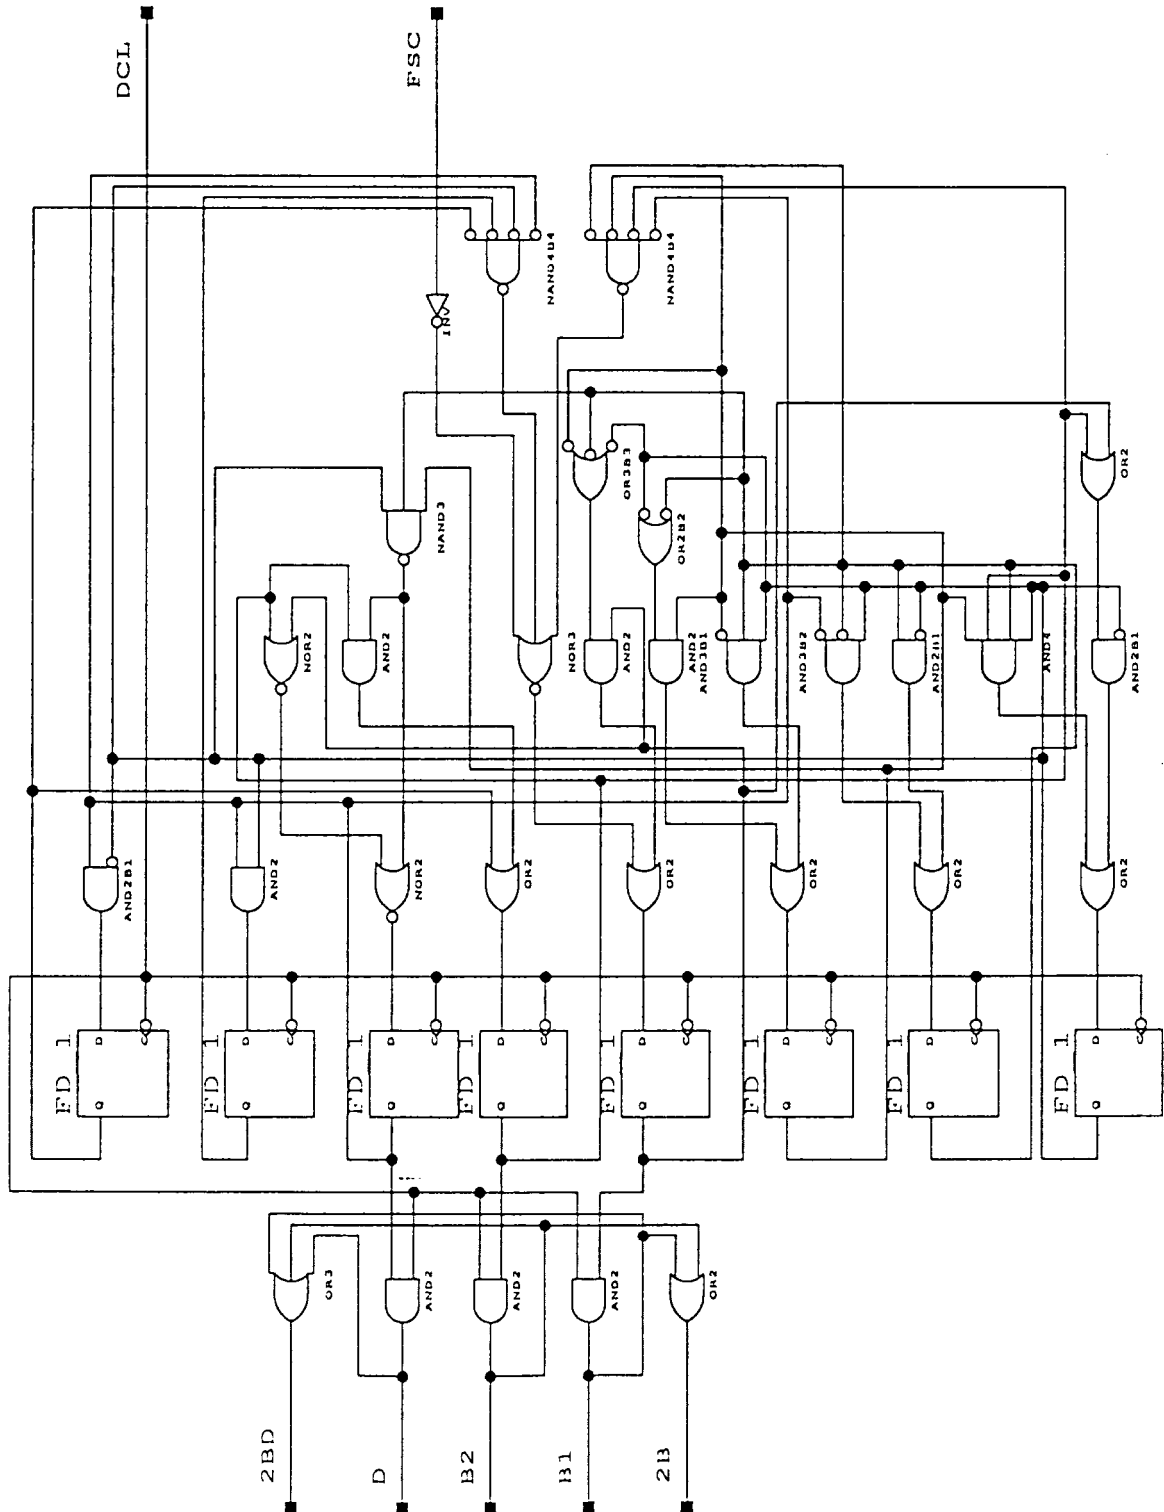 DCL
FSC
NAND4B4
NAND4B4
INV
OR3B3
OR2
NAND3
OR2B2
NOR2
AND2
NOR3
AND2
AND2
AND3B1
AND3B2
AND2B1
AND4
AND2B1
AND2B1
AND2
NOR2
OR2
OR2
OR2
OR2
OR2
FD 1
D
C
Q
FD 1
D
C
Q
FD 1
D
C
Q
FD 1
D
C
Q
FD 1
D
C
Q
FD 1
D
C
Q
FD 1
D
C
Q
FD 1
D
C
Q
OR3
AND2
AND2
AND2
OR2
2BD
D
B2
B1
2B